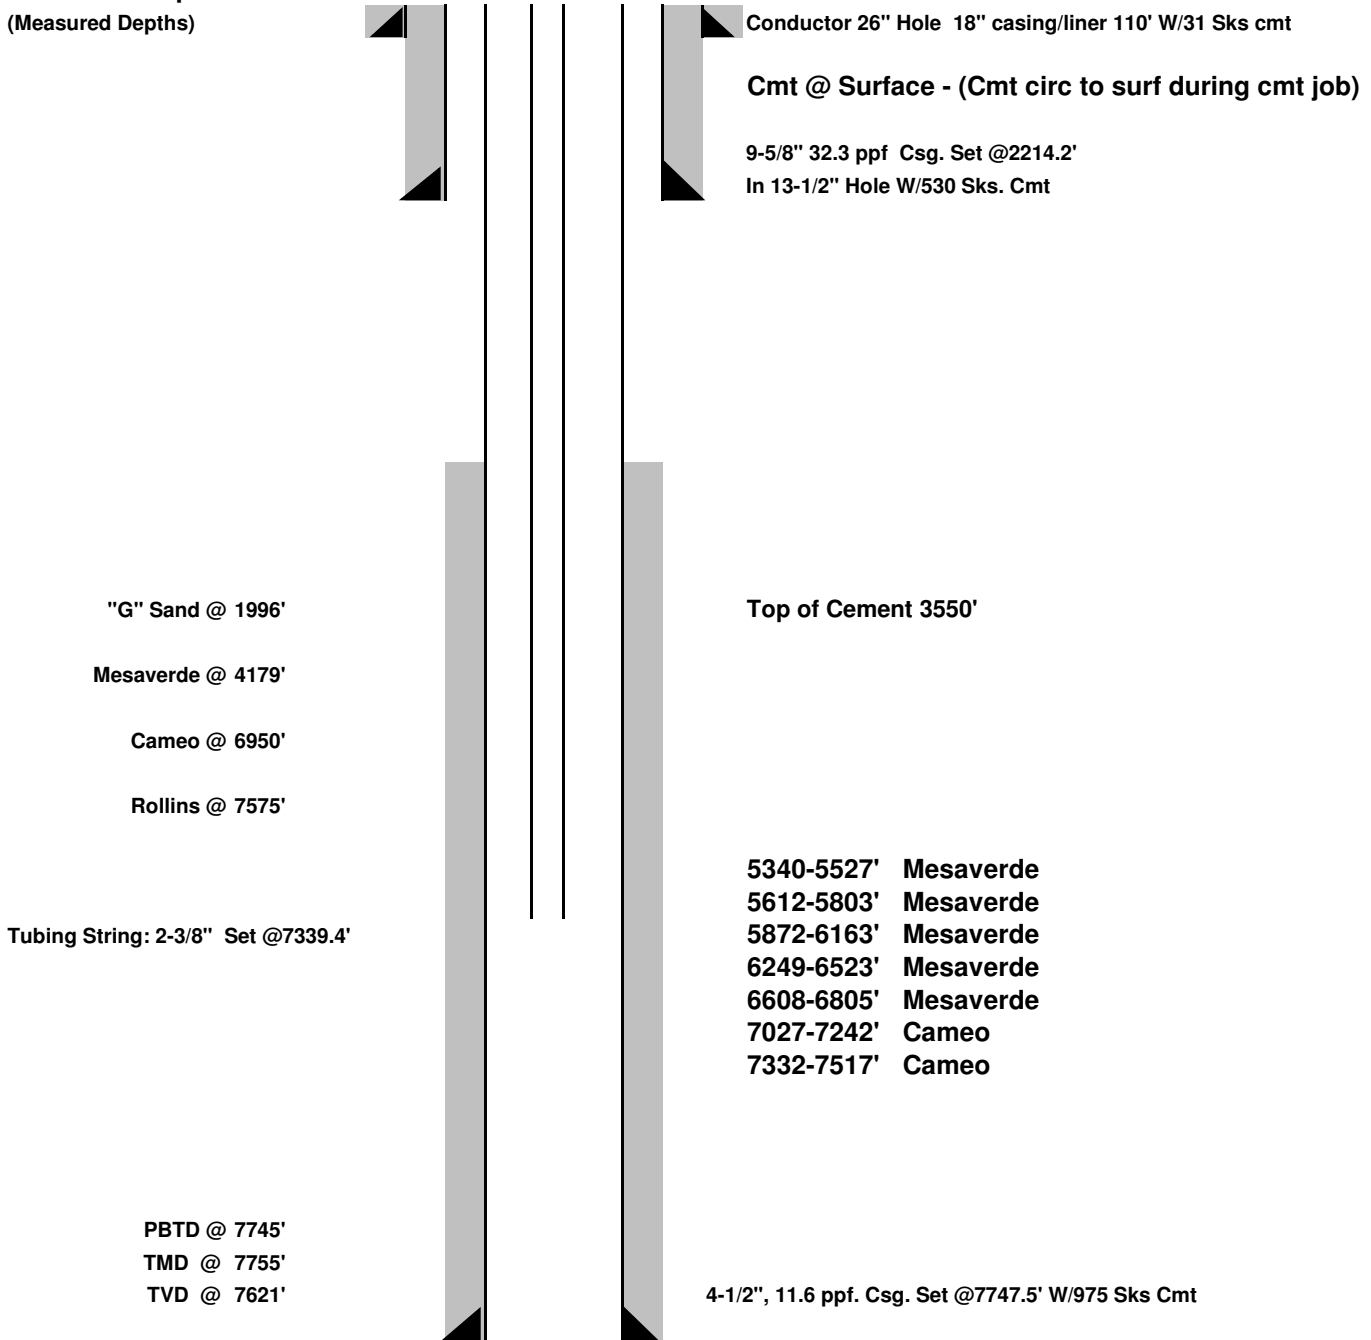 (Measured Depths)
Conductor 26" Hole 18" casing/liner 110' W/31 Sks cmt
Cmt @ Surface - (Cmt circ to surf during cmt job)
9-5/8" 32.3 ppf Csg. Set @2214.2'
In 13-1/2" Hole W/530 Sks. Cmt
"G" Sand @ 1996'
Top of Cement 3550'
Mesaverde @ 4179'
Cameo @ 6950'
Rollins @ 7575'
5340-5527' Mesaverde
5612-5803' Mesaverde
Tubing String: 2-3/8" Set @7339.4'
5872-6163' Mesaverde
6249-6523' Mesaverde
6608-6805' Mesaverde
7027-7242' Cameo
7332-7517' Cameo
PBTD @ 7745'
TMD @ 7755'
TVD @ 7621'
4-1/2", 11.6 ppf. Csg. Set @7747.5' W/975 Sks Cmt